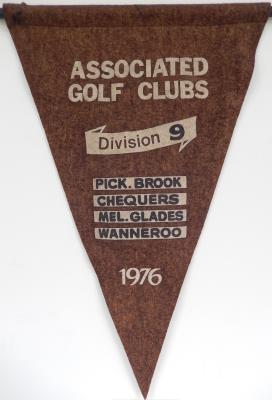 ASSOCIATED
GOLF CLUBS
Division 9
PICK. BROOK
CHEQUERS
MEL. GLADES
WANNEROO
1976